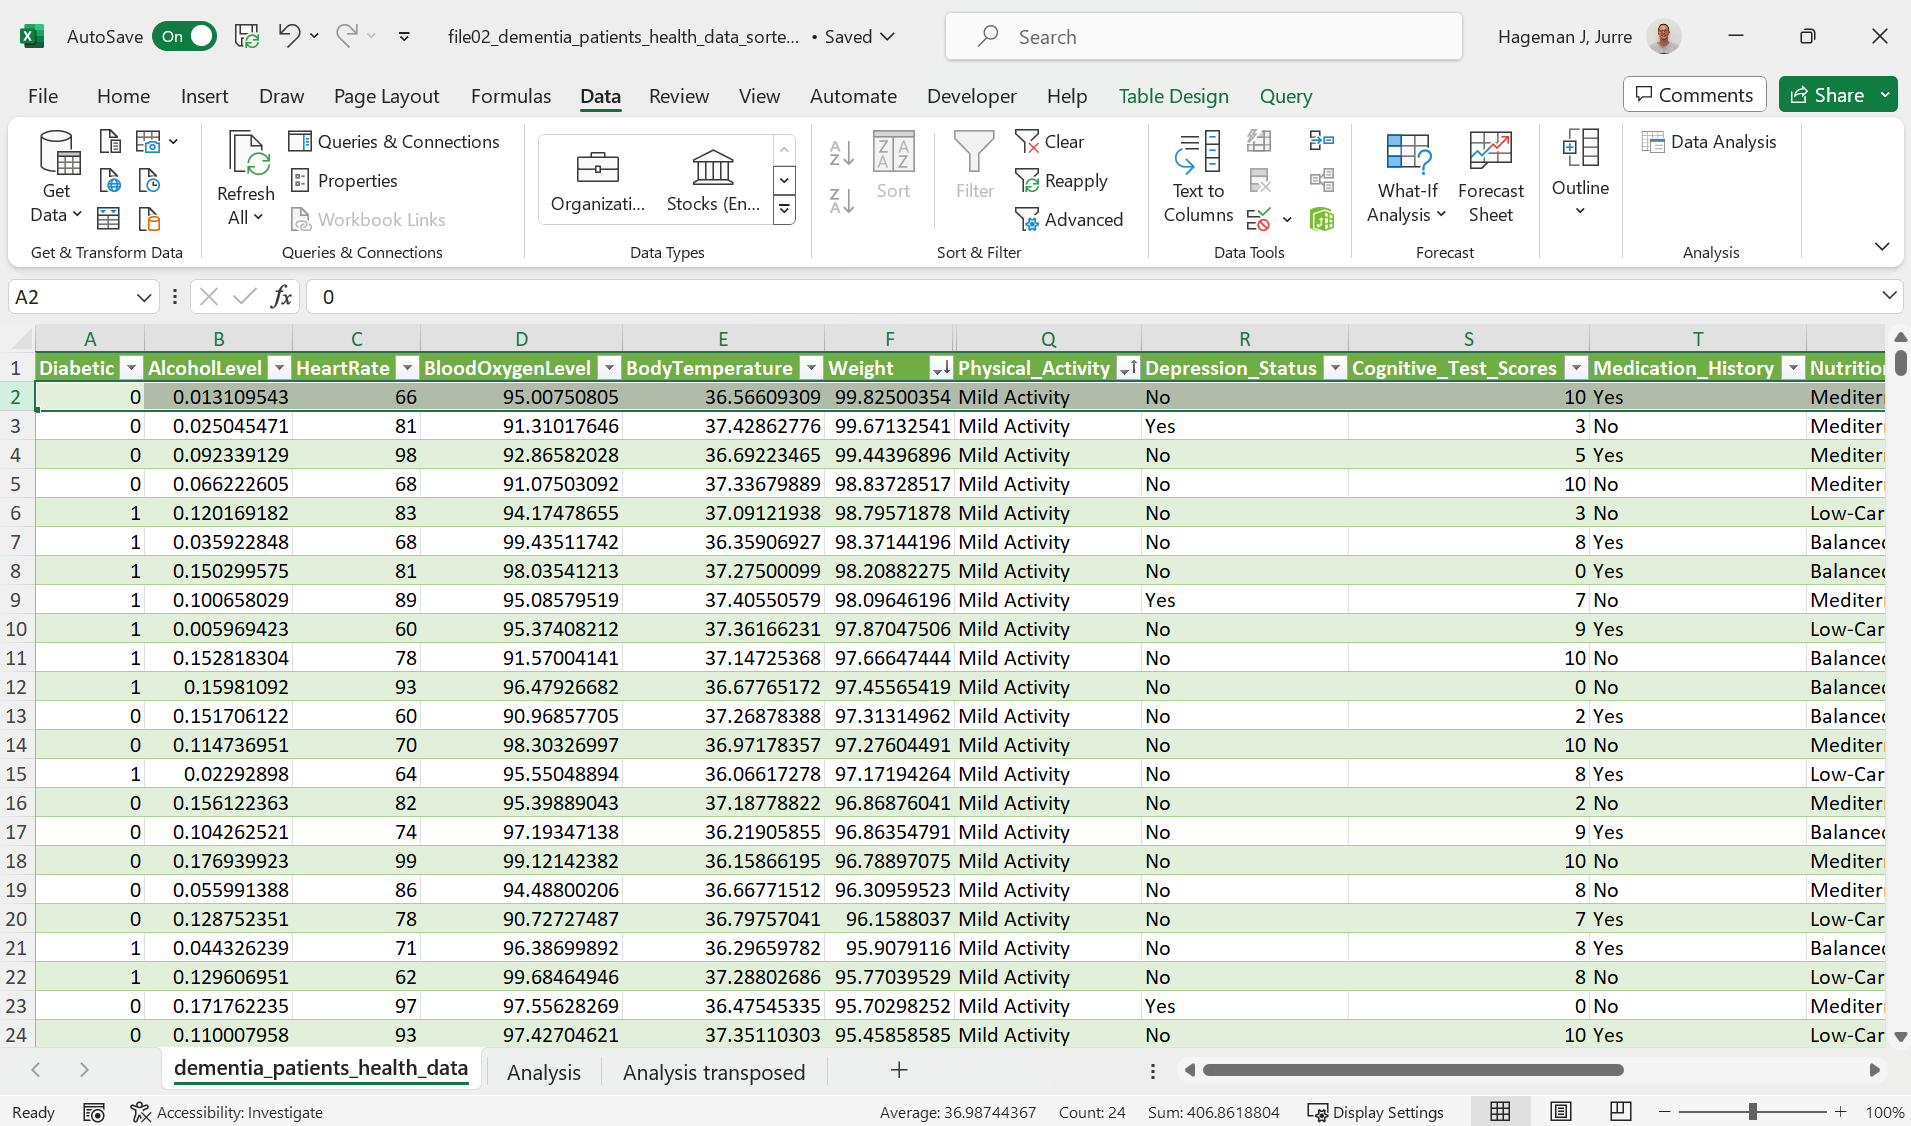 AutoSave On file02_dementia_patients_health_data_sorte... • Saved Search Hageman J, Jurre
File Home Insert Draw Page Layout Formulas Data Review View Automate Developer Help Table Design Query Comments Share
Get Data
Refresh All
Queries & Connections
Properties
Workbook Links
Organizati...
Stocks (En...
Sort
Filter
Clear
Reapply
Advanced
Text to Columns
What-If Analysis
Forecast Sheet
Outline
Data Analysis
Get & Transform Data Queries & Connections Data Types Sort & Filter Data Tools Forecast Analysis
A2 fx 0
A B C D E F Q R S T
1 Diabetic AlcoholLevel HeartRate BloodOxygenLevel BodyTemperature Weight Physical_Activity Depression_Status Cognitive_Test_Scores Medication_History Nutrition
2 0 0.013109543 66 95.00750805 36.56609309 99.82500354 Mild Activity No 10 Yes Mediter
3 0 0.025045471 81 91.31017646 37.42862776 99.67132541 Mild Activity Yes 3 No Mediter
4 0 0.092339129 98 92.86582028 36.69223465 99.44396896 Mild Activity No 5 Yes Mediter
5 0 0.066222605 68 91.07503092 37.33679889 98.83728517 Mild Activity No 10 No Mediter
6 1 0.120169182 83 94.17478655 37.09121938 98.79571878 Mild Activity No 3 No Low-Car
7 1 0.035922848 68 99.43511742 36.35906927 98.37144196 Mild Activity No 8 Yes Balanced
8 1 0.150299575 81 98.03541213 37.27500099 98.20882275 Mild Activity No 0 Yes Balanced
9 1 0.100658029 89 95.08579519 37.40550579 98.09646196 Mild Activity Yes 7 No Mediter
10 1 0.005969423 60 95.37408212 37.36166231 97.87047506 Mild Activity No 9 Yes Low-Car
11 1 0.152818304 78 91.57004141 37.14725368 97.66647444 Mild Activity No 10 No Balanced
12 1 0.15981092 93 96.47926682 36.67765172 97.45565419 Mild Activity No 0 No Balanced
13 0 0.151706122 60 90.96857705 37.26878388 97.31314962 Mild Activity No 2 Yes Balanced
14 0 0.114736951 70 98.30326997 36.97178357 97.27604491 Mild Activity No 10 No Mediter
15 1 0.02292898 64 95.55048894 36.06617278 97.17194264 Mild Activity No 8 Yes Low-Car
16 0 0.156122363 82 95.39889043 37.18778822 96.86876041 Mild Activity No 2 No Mediter
17 0 0.104262521 74 97.19347138 36.21905855 96.86354791 Mild Activity No 9 Yes Balanced
18 0 0.176939923 99 99.12142382 36.15866195 96.78897075 Mild Activity No 10 No Mediter
19 0 0.055991388 86 94.48800206 36.66771512 96.30959523 Mild Activity No 8 No Mediter
20 0 0.128752351 78 90.72727487 36.79757041 96.1588037 Mild Activity No 7 Yes Low-Car
21 1 0.044326239 71 96.38699892 36.29659782 95.9079116 Mild Activity No 8 Yes Balanced
22 1 0.129606951 62 99.68464946 37.28802686 95.77039529 Mild Activity No 8 No Low-Car
23 0 0.171762235 97 97.55628269 36.47545335 95.70298252 Mild Activity Yes 0 No Mediter
24 0 0.110007958 93 97.42704621 37.35110303 95.45858585 Mild Activity No 10 Yes Low-Car
dementia_patients_health_data Analysis Analysis transposed
Ready Accessibility: Investigate Average: 36.98744367 Count: 24 Sum: 406.8618804 Display Settings 100%